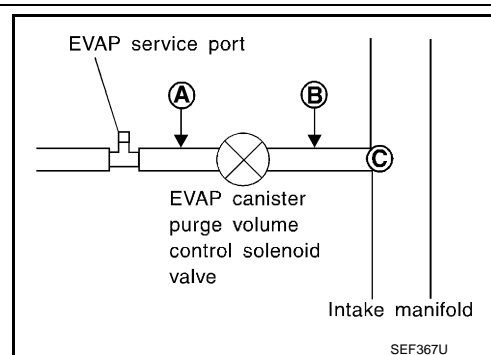 EVAP service port
A
B
C
EVAP canister
purge volume
control solenoid
valve
Intake manifold
SEF367U